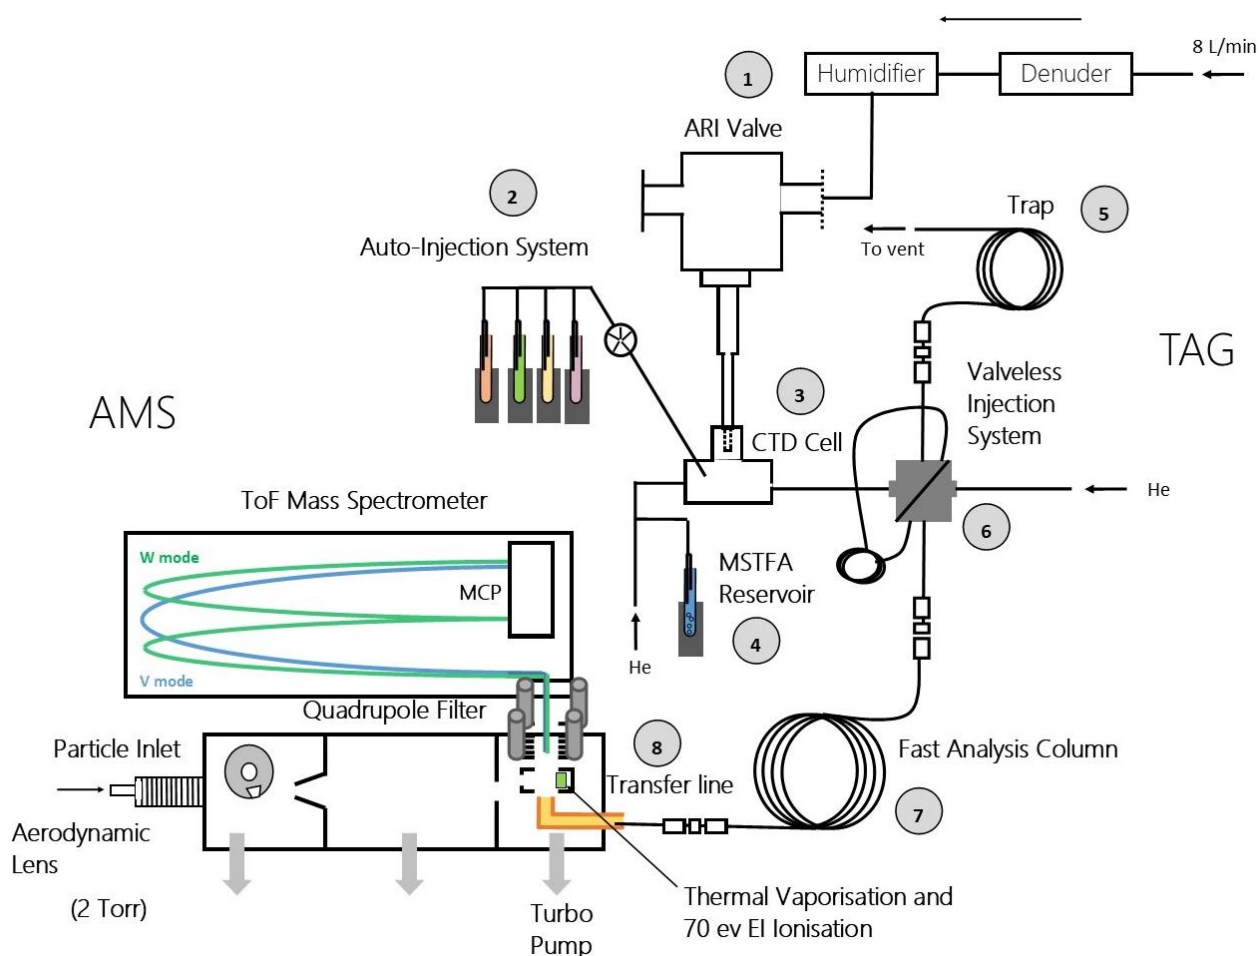 8 L/min
Humidifier
Denuder
1
ARI Valve
2
Auto-Injection System
Trap
5
To vent
TAG
Valveless
Injection
System
AMS
3
CTD Cell
He
6
ToF Mass Spectrometer
W mode
MCP
V mode
MSTFA
Reservoir
4
He
Quadrupole Filter
8
Transfer line
Fast Analysis Column
7
Particle Inlet
Aerodynamic
Lens
(2 Torr)
Turbo
Pump
Thermal Vaporisation and
70 ev EI Ionisation